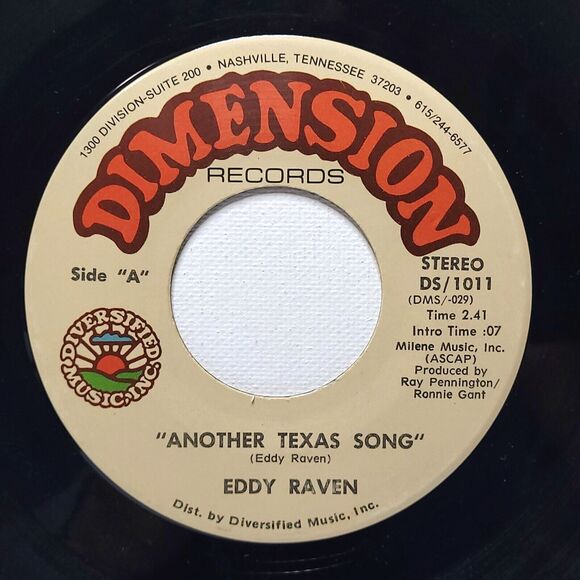 1300 DIVISION-SUITE 200 • NASHVILLE, TENNESSEE 37203 • 615/244-6577
DIMENSION
RECORDS
Side "A"
STEREO
DS/1011
(DMS/-029)
Time 2.41
Intro Time :07
Milene Music, Inc.
(ASCAP)
Produced by
Ray Pennington/
Ronnie Gant
DIVERSIFIED
MUSIC, INC.
"ANOTHER TEXAS SONG"
(Eddy Raven)
EDDY RAVEN
Dist. by Diversified Music, Inc.